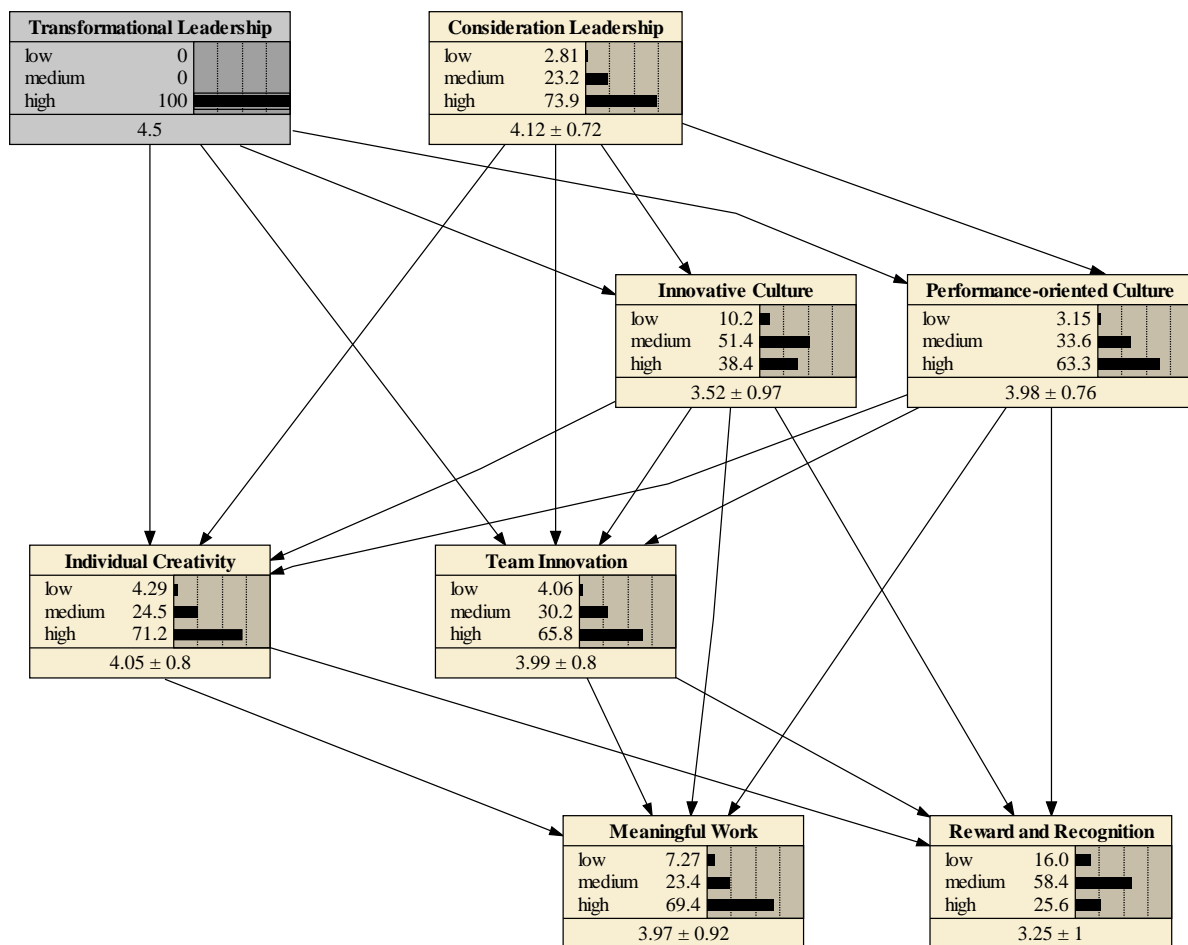 Transformational Leadership
low 0
medium 0
high 100
4.5
Consideration Leadership
low 2.81
medium 23.2
high 73.9
4.12 ± 0.72
Innovative Culture
low 10.2
medium 51.4
high 38.4
3.52 ± 0.97
Performance-oriented Culture
low 3.15
medium 33.6
high 63.3
3.98 ± 0.76
Individual Creativity
low 4.29
medium 24.5
high 71.2
4.05 ± 0.8
Team Innovation
low 4.06
medium 30.2
high 65.8
3.99 ± 0.8
Meaningful Work
low 7.27
medium 23.4
high 69.4
3.97 ± 0.92
Reward and Recognition
low 16.0
medium 58.4
high 25.6
3.25 ± 1